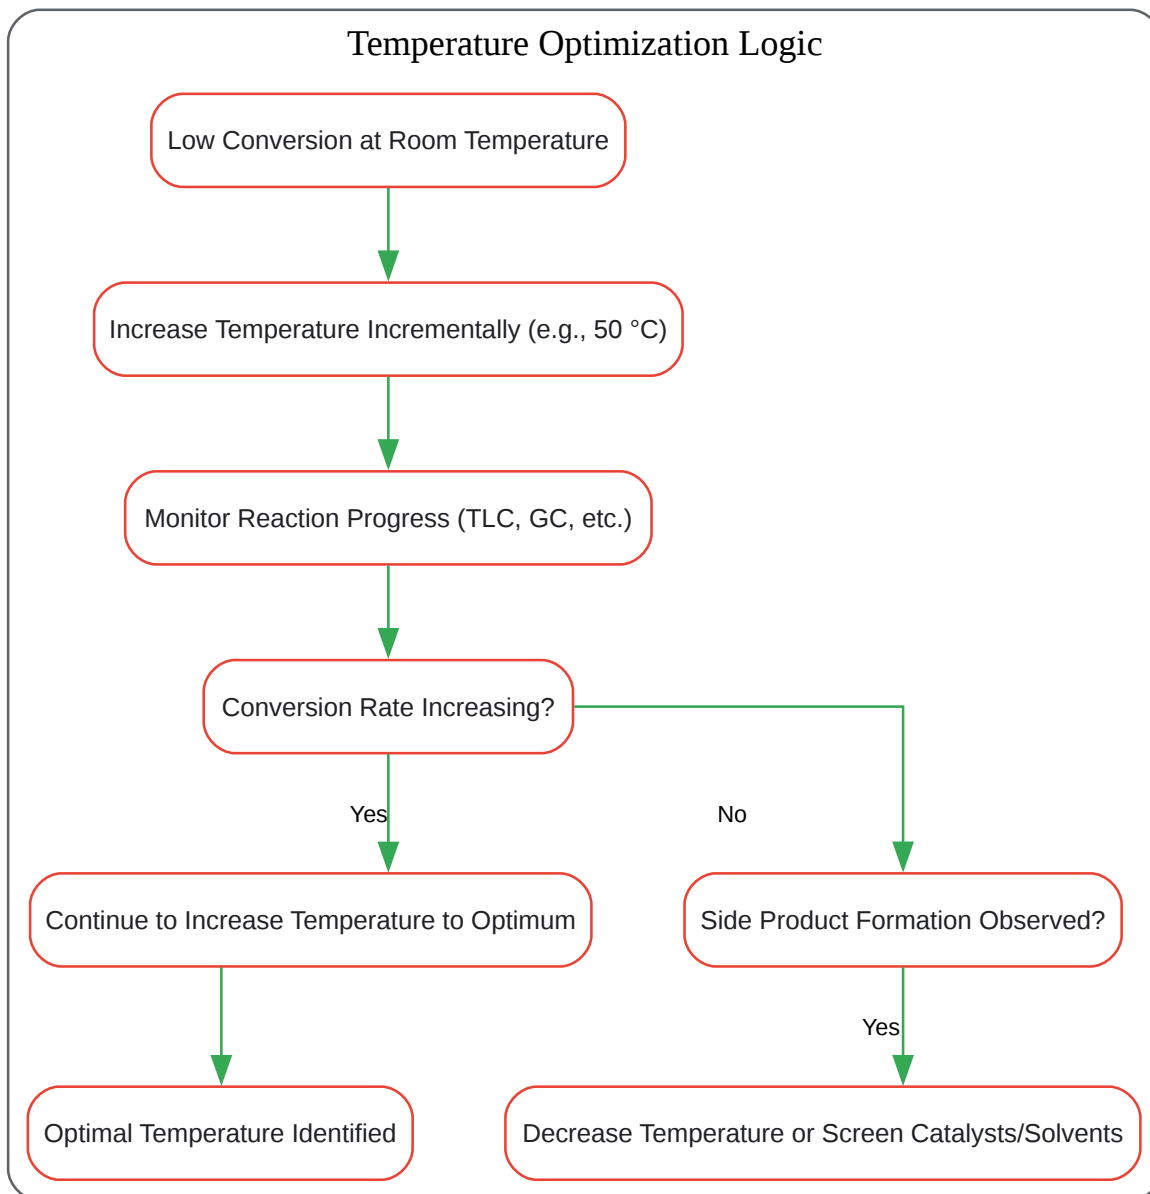 Temperature Optimization Logic
Low Conversion at Room Temperature
Increase Temperature Incrementally (e.g., 50 °C)
Monitor Reaction Progress (TLC, GC, etc.)
Conversion Rate Increasing?
Yes
No
Continue to Increase Temperature to Optimum
Side Product Formation Observed?
Yes
Optimal Temperature Identified
Decrease Temperature or Screen Catalysts/Solvents